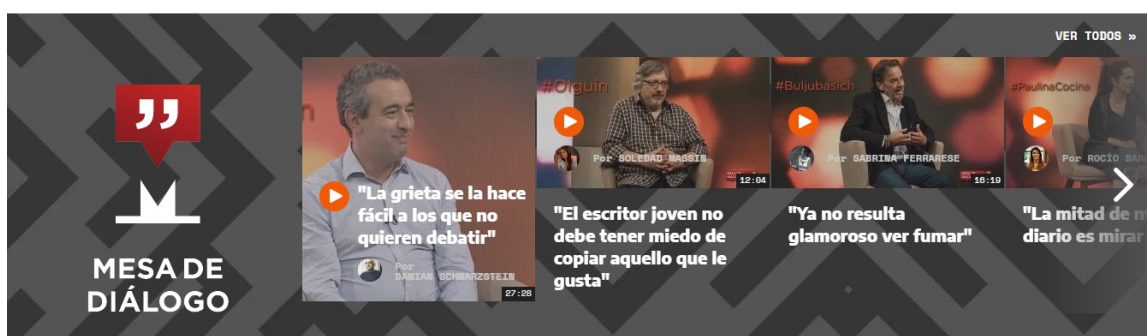 VER TODOS »
MESA DE
DIÁLOGO
"La grieta se la hace
fácil a los que no
quieren debatir"
Por
DAMIAN SCHWARZSTEIN
27:28
#Olguin
Por SOLEDAD MASSIN
12:04
"El escritor joven no
debe tener miedo de
copiar aquello que le
gusta"
#Buljubasich
Por SABRINA FERRARESE
16:19
"Ya no resulta
glamoroso ver fumar"
#PaulinaCocina
Por ROCÍO
"La mitad de
diario es mirar